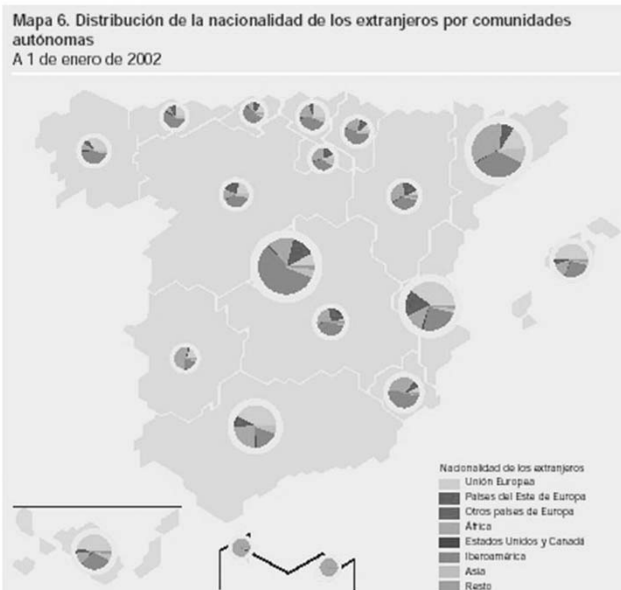 Mapa 6. Distribución de la nacionalidad de los extranjeros por comunidades
autónomas
A 1 de enero de 2002
Nacionalidad de los extranjeros
Unión Europea
Países del Este de Europa
Otros países de Europa
África
Estados Unidos y Canadá
Iberoamérica
Asia
Resto